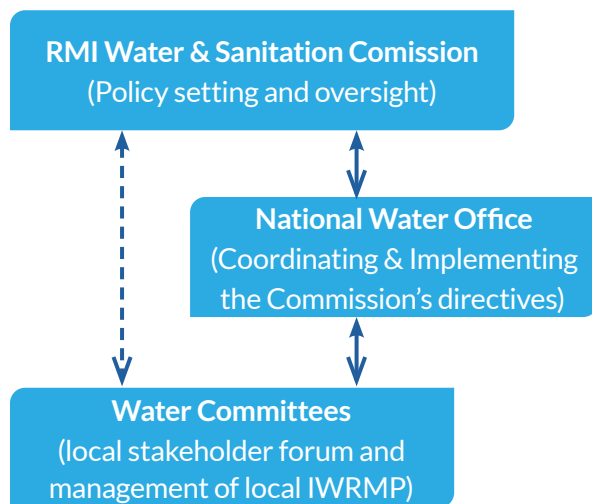 RMI Water & Sanitation Comission
(Policy setting and oversight)
National Water Office
(Coordinating & Implementing
the Commission’s directives)
Water Committees
(local stakeholder forum and
management of local IWRMP)